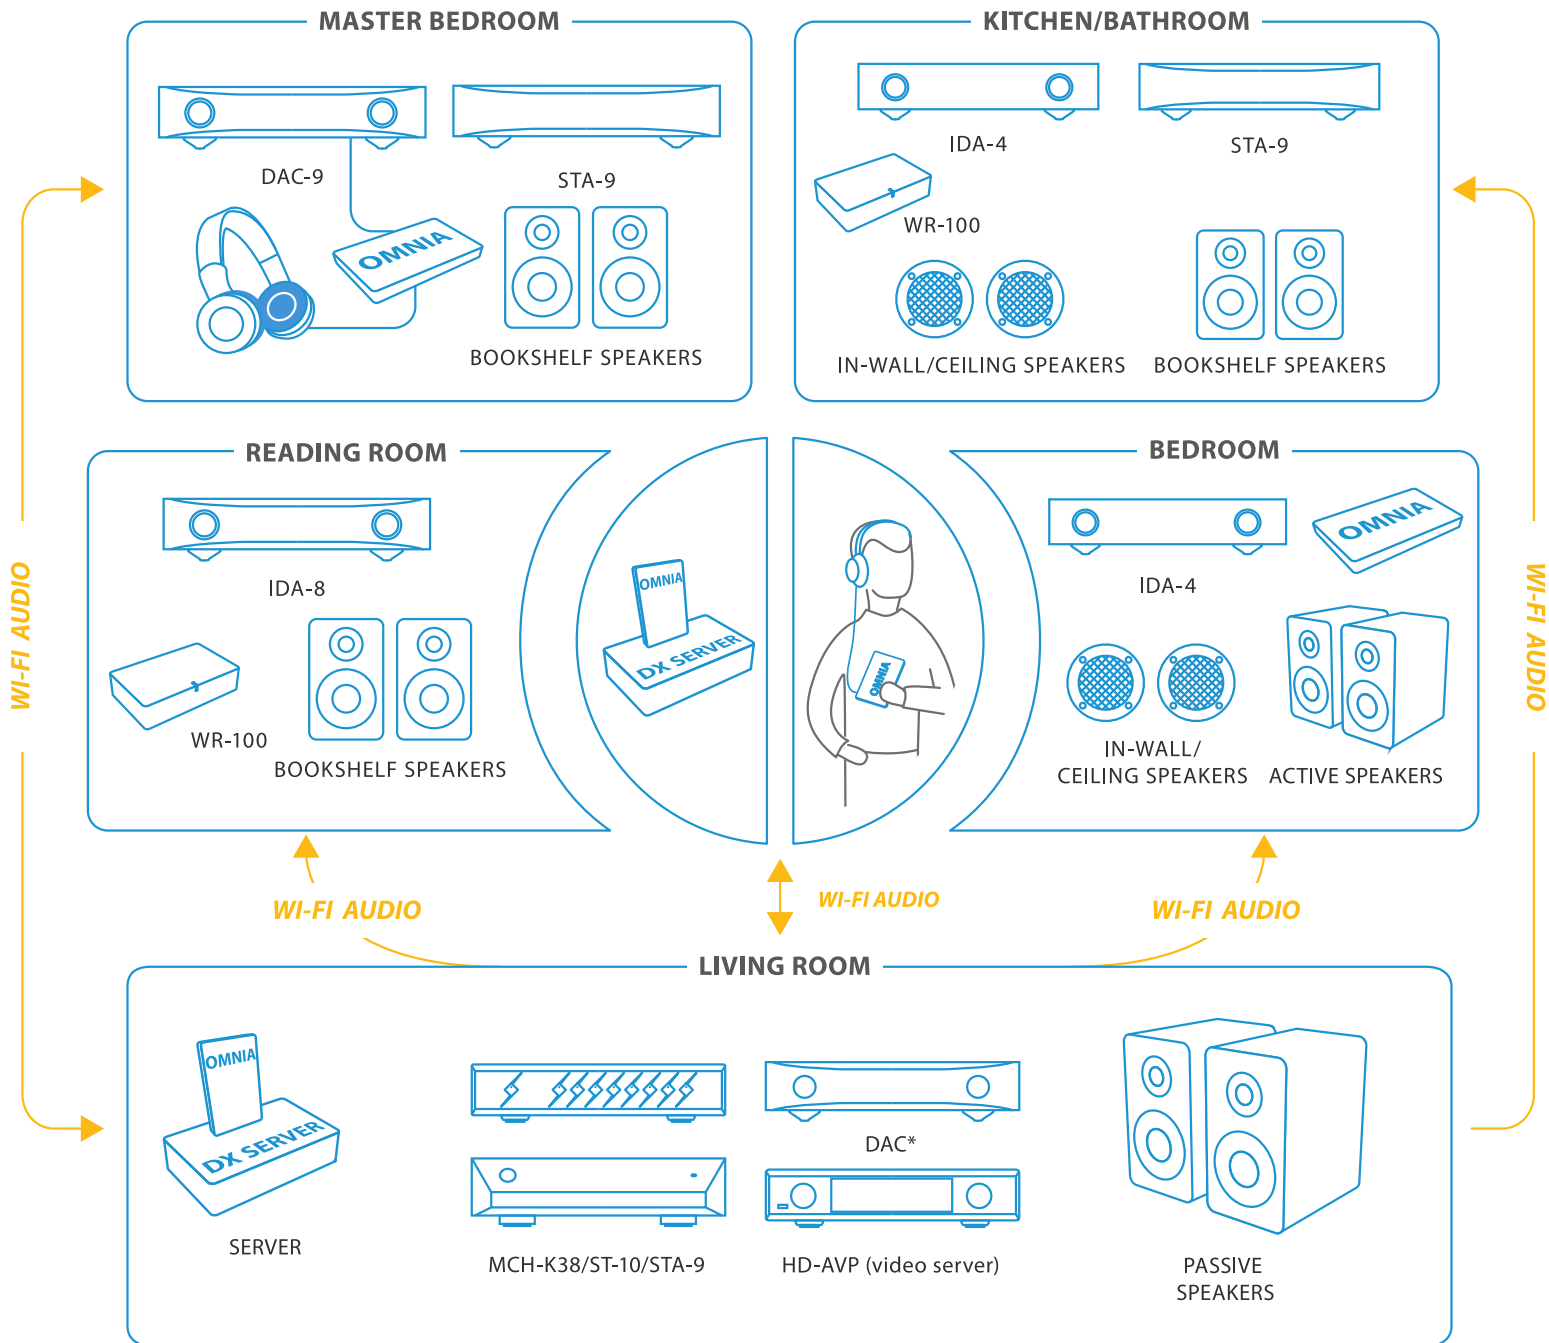 MASTER BEDROOM
DAC-9
STA-9
OMNIA
BOOKSHELF SPEAKERS
KITCHEN/BATHROOM
IDA-4
STA-9
WR-100
IN-WALL/CEILING SPEAKERS
BOOKSHELF SPEAKERS
WI-FI AUDIO
READING ROOM
IDA-8
WR-100
BOOKSHELF SPEAKERS
OMNIA
DX SERVER
OMNIA
BEDROOM
IDA-4
OMNIA
IN-WALL/
CEILING SPEAKERS
ACTIVE SPEAKERS
WI-FI AUDIO
WI-FI AUDIO
WI-FI AUDIO
WI-FI AUDIO
LIVING ROOM
OMNIA
DX SERVER
SERVER
MCH-K38/ST-10/STA-9
DAC*
HD-AVP (video server)
PASSIVE
SPEAKERS